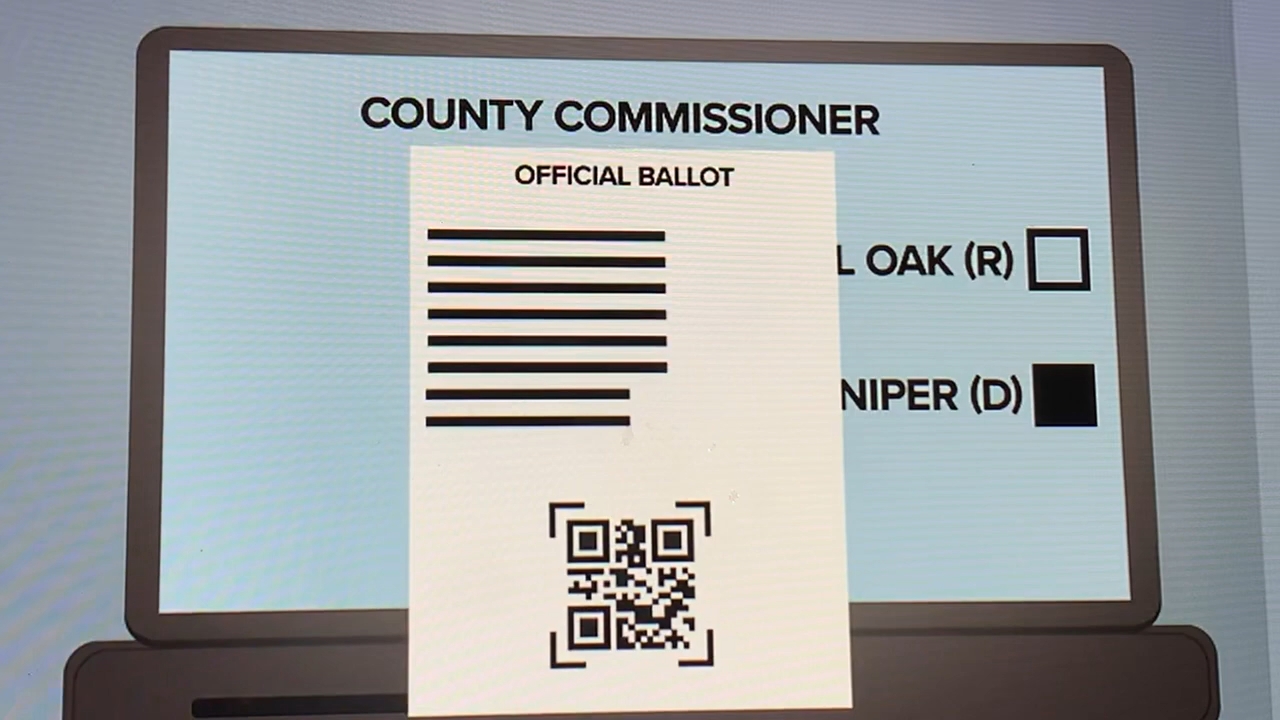 COUNTY COMMISSIONER
OFFICIAL BALLOT
L OAK (R)
NIPER (D)